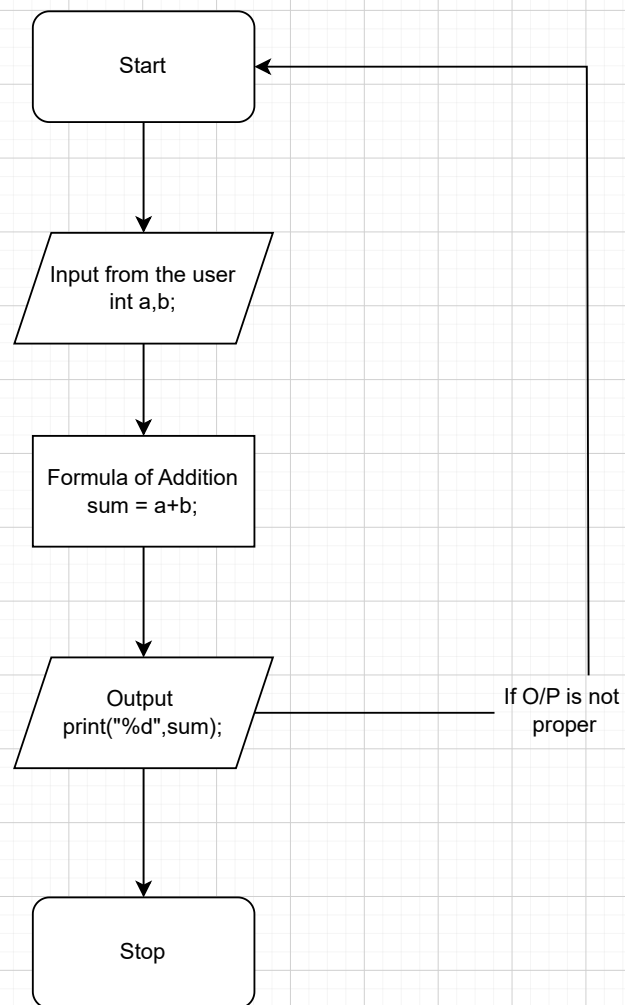 Start
Input from the user
int a,b;
Formula of Addition
sum = a+b;
Output
print("%d",sum);
If O/P is not
proper
Stop